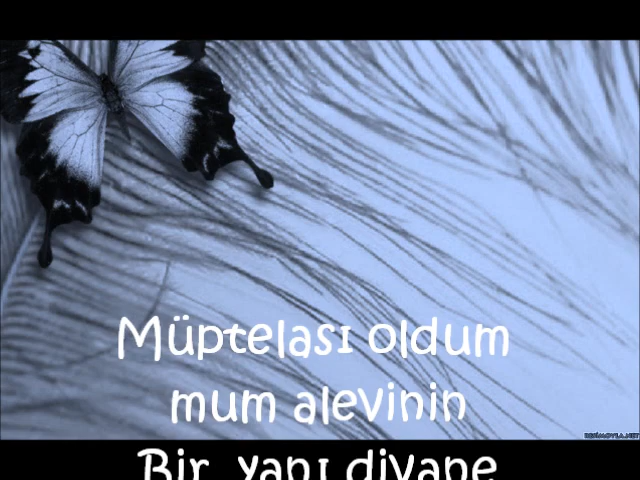 Müptelası oldum
mum alevinin
Bir yanı divane